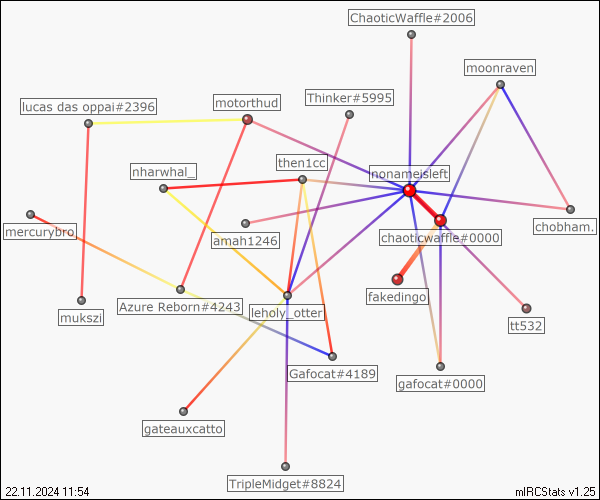 ChaoticWaffle#2006
moonraven
lucas das oppai#2396
motorthud
Thinker#5995
nharwhal_
then1cc
nonameisleft
mercurybro
amah1246
chaoticwaffle#0000
chobham.
mukszi
Azure Reborn#4243
leholy_otter
fakedingo
tt532
Gafocat#4189
gafocat#0000
gateauxcatto
TripleMidget#8824
22.11.2024 11:54
mIRCStats v1.25